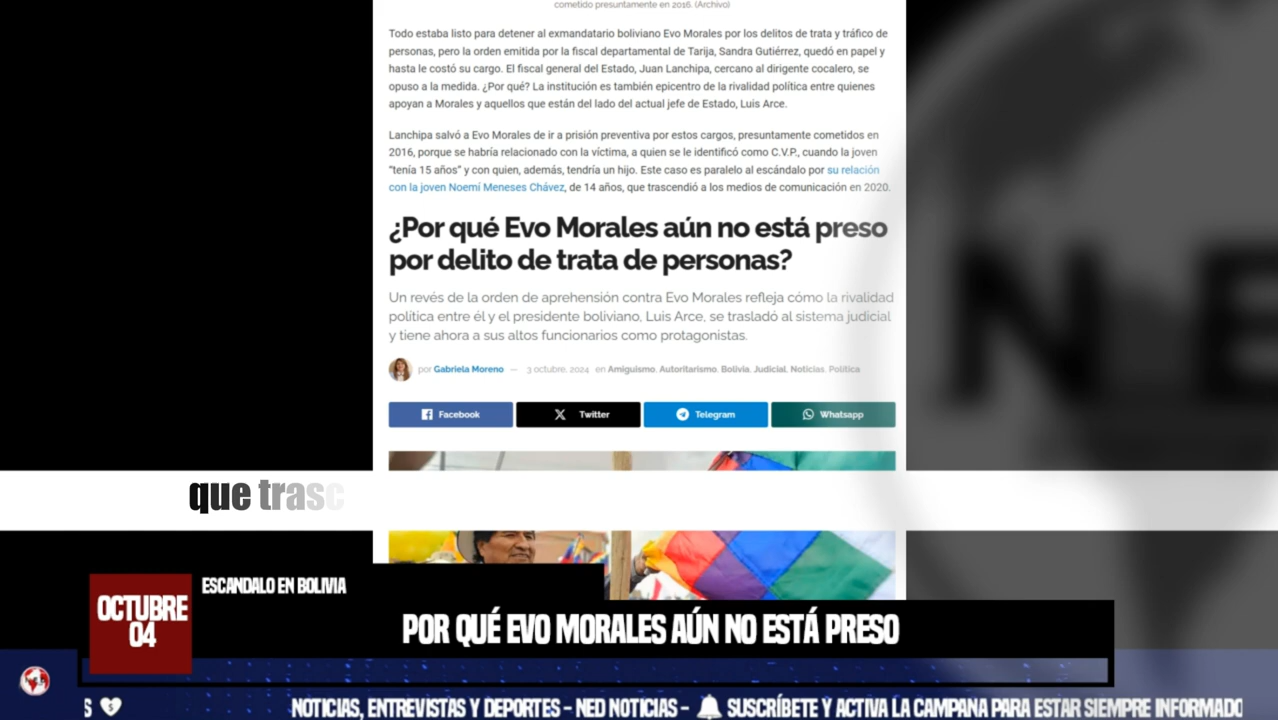 cometido presuntamente en 2016. (Archivo)
Todo estaba listo para detener al exmandatario boliviano Evo Morales por los delitos de trata y tráfico de
personas, pero la orden emitida por la fiscal departamental de Tarija, Sandra Gutiérrez, quedó en papel y
hasta le costó su cargo. El fiscal general del Estado, Juan Lanchipa, cercano al dirigente cocalero, se
opuso a la medida. ¿Por qué? La institución es también epicentro de la rivalidad política entre quienes
apoyan a Morales y aquellos que están del lado del actual jefe de Estado, Luis Arce.
Lanchipa salvó a Evo Morales de ir a prisión preventiva por estos cargos, presuntamente cometidos en
2016, porque se habría relacionado con la víctima, a quien se le identificó como C.V.P., cuando la joven
“tenía 15 años” y con quien, además, tendría un hijo. Este caso es paralelo al escándalo por su relación
con la joven Noemí Meneses Chávez, de 14 años, que trascendió a los medios de comunicación en 2020.
¿Por qué Evo Morales aún no está preso
por delito de trata de personas?
Un revés de la orden de aprehensión contra Evo Morales refleja cómo la rivalidad
política entre él y el presidente boliviano, Luis Arce, se trasladó al sistema judicial
y tiene ahora a sus altos funcionarios como protagonistas.
por Gabriela Moreno — 3 octubre, 2024 en Amiguismo, Autoritarismo, Bolivia, Judicial, Noticias, Política
Facebook Twitter Telegram Whatsapp
NE
que trasc
ESCANDALO EN BOLIVIA
OCTUBRE
04
POR QUÉ EVO MORALES AÚN NO ESTÁ PRESO
S NOTICIAS, ENTREVISTAS Y DEPORTES - NED NOTICIAS - SUSCRÍBETE Y ACTIVA LA CAMPANA PARA ESTAR SIEMPRE INFORMADO